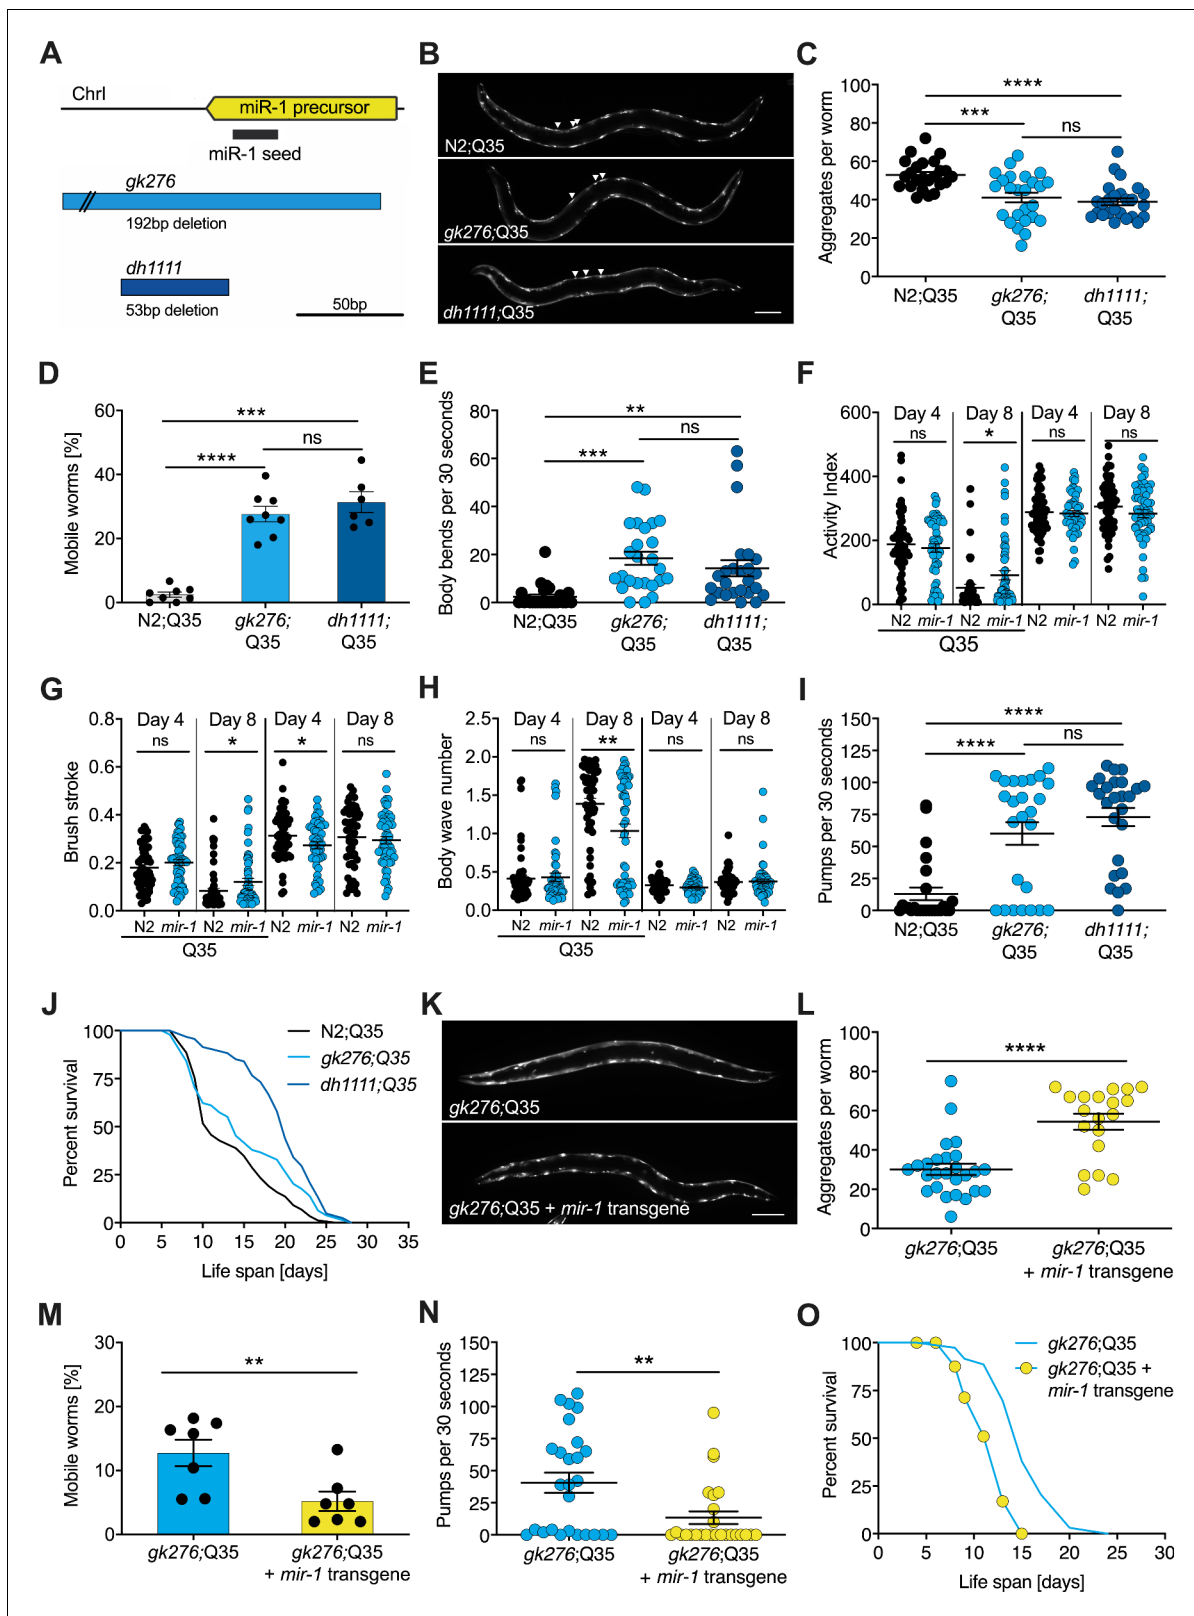 A
ChrI
miR-1 precursor
miR-1 seed
gk276
192bp deletion
dh1111
53bp deletion
50bp
B
N2;Q35
gk276;Q35
dh1111;Q35
C
Aggregates per worm
100
80
60
40
20
0
****
***
ns
N2;Q35
gk276;
Q35
dh1111;
Q35
D
Mobile worms [%]
60
40
20
0
***
ns
****
N2;Q35
gk276;
Q35
dh1111;
Q35
E
Body bends per 30 seconds
80
60
40
20
0
**
ns
***
N2;Q35
gk276;
Q35
dh1111;
Q35
F
Activity Index
600
400
200
0
Day 4 Day 8 Day 4 Day 8
ns * ns ns
N2 mir-1 N2 mir-1 N2 mir-1 N2 mir-1
Q35
G
Brush stroke
0.8
0.6
0.4
0.2
0.0
Day 4 Day 8 Day 4 Day 8
ns * * ns
N2 mir-1 N2 mir-1 N2 mir-1 N2 mir-1
Q35
H
Body wave number
2.5
2.0
1.5
1.0
0.5
0.0
Day 4 Day 8 Day 4 Day 8
ns ** ns ns
N2 mir-1 N2 mir-1 N2 mir-1 N2 mir-1
Q35
I
Pumps per 30 seconds
150
125
100
75
50
25
0
****
**** ns
N2;Q35
gk276;
Q35
dh1111;
Q35
J
Percent survival
100
75
50
25
0
N2;Q35
gk276;Q35
dh1111;Q35
0 5 10 15 20 25 30 35
Life span [days]
K
gk276;Q35
gk276;Q35 + mir-1 transgene
L
Aggregates per worm
100
80
60
40
20
0
****
gk276;Q35
gk276;Q35
+ mir-1 transgene
M
Mobile worms [%]
30
20
10
0
**
gk276;Q35
gk276;Q35
+ mir-1 transgene
N
Pumps per 30 seconds
150
125
100
75
50
25
0
**
gk276;Q35
gk276;Q35
+ mir-1 transgene
O
Percent survival
100
75
50
25
0
gk276;Q35
gk276;Q35 +
mir-1 transgene
0 5 10 15 20 25 30
Life span [days]